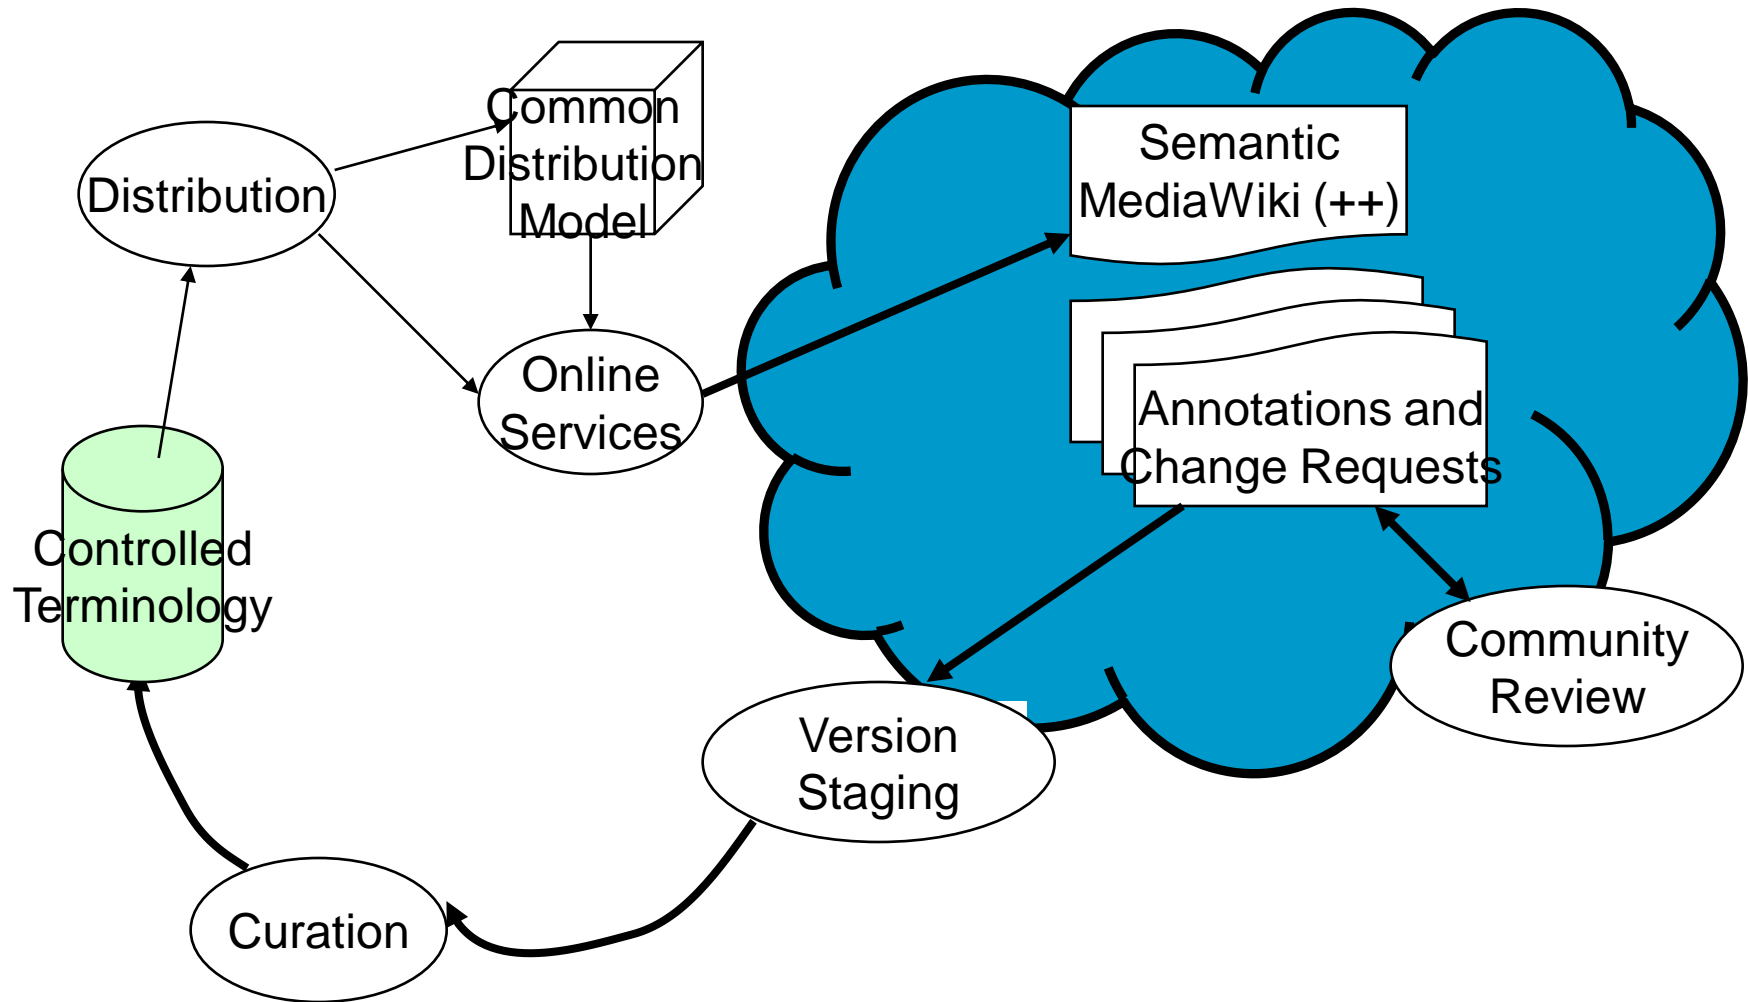 Common
Distribution
Model
Distribution
Semantic
MediaWiki (++)
Online
Services
Annotations and
Change Requests
Controlled
Terminology
Community
Review
Version
Staging
Curation